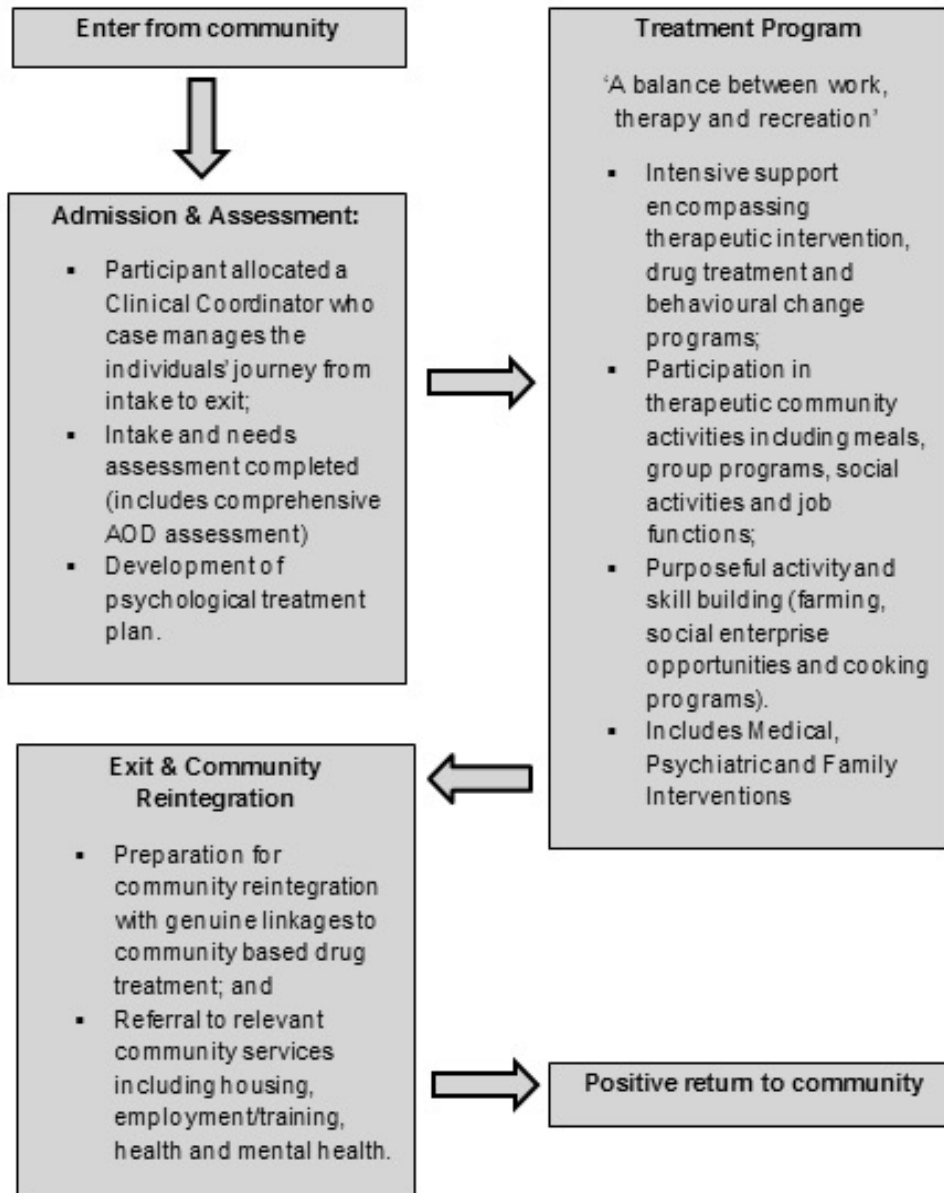 Enter from community
Admission & Assessment:
▪ Participant allocated a
Clinical Coordinator who
case manages the
individuals' journey from
intake to exit;
▪ Intake and needs
assessment completed
(includes comprehensive
AOD assessment)
▪ Development of
psychological treatment
plan.
Treatment Program
'A balance between work,
therapy and recreation'
▪ Intensive support
encompassing
therapeutic intervention,
drug treatment and
behavioural change
programs;
▪ Participation in
therapeutic community
activities including meals,
group programs, social
activities and job
functions;
▪ Purposeful activity and
skill building (farming,
social enterprise
opportunities and cooking
programs).
▪ Includes Medical,
Psychiatric and Family
Interventions
Exit & Community
Reintegration
▪ Preparation for
community reintegration
with genuine linkages to
community based drug
treatment; and
▪ Referral to relevant
community services
including housing,
employment/training,
health and mental health.
Positive return to community